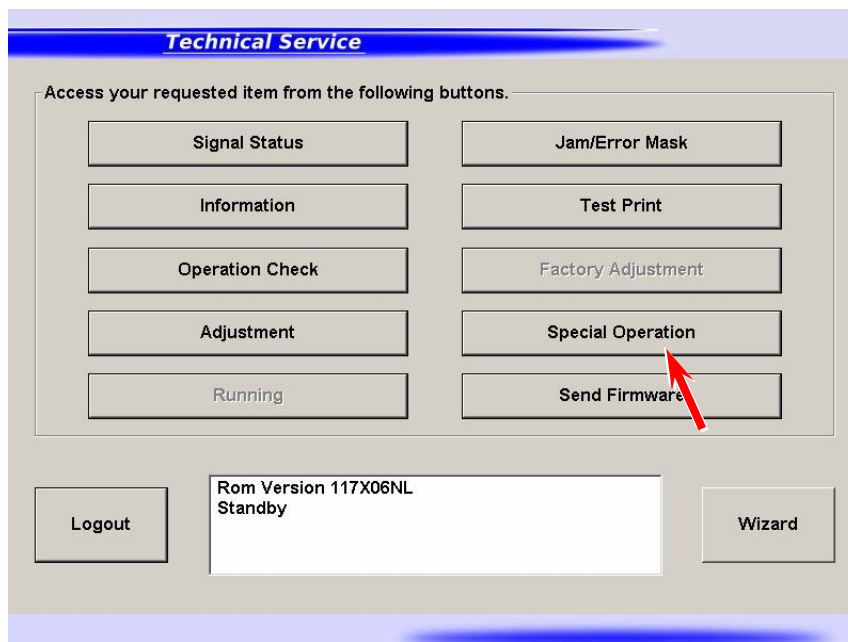 Technical Service
Access your requested item from the following buttons.
Signal Status
Jam/Error Mask
Information
Test Print
Operation Check
Factory Adjustment
Adjustment
Special Operation
Running
Send Firmware
Logout
Rom Version 117X06NL
Standby
Wizard